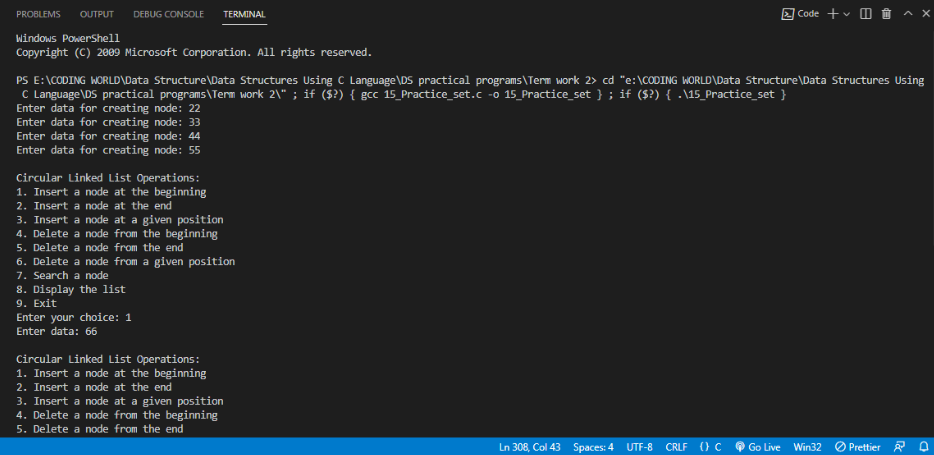 PROBLEMS OUTPUT DEBUG CONSOLE TERMINAL Code
Windows PowerShell
Copyright (C) 2009 Microsoft Corporation. All rights reserved.
PS E:\CODING WORLD\Data Structure\Data Structures Using C Language\DS practical programs\Term work 2> cd "e:\CODING WORLD\Data Structure\Data Structures Using
C Language\DS practical programs\Term work 2\" ; if ($?) { gcc 15_Practice_set.c -o 15_Practice_set } ; if ($?) { .\15_Practice_set }
Enter data for creating node: 22
Enter data for creating node: 33
Enter data for creating node: 44
Enter data for creating node: 55
Circular Linked List Operations:
1. Insert a node at the beginning
2. Insert a node at the end
3. Insert a node at a given position
4. Delete a node from the beginning
5. Delete a node from the end
6. Delete a node from a given position
7. Search a node
8. Display the list
9. Exit
Enter your choice: 1
Enter data: 66
Circular Linked List Operations:
1. Insert a node at the beginning
2. Insert a node at the end
3. Insert a node at a given position
4. Delete a node from the beginning
5. Delete a node from the end
Ln 308, Col 43 Spaces: 4 UTF-8 CRLF {} C Go Live Win32 Prettier